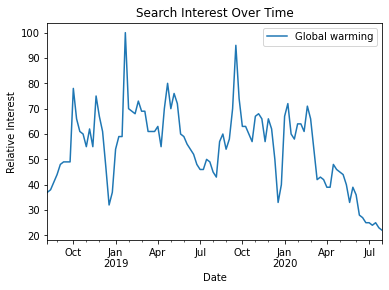 Search Interest Over Time
Global warming
Relative Interest
100
90
80
70
60
50
40
30
20
Oct Jan Apr Jul Oct Jan Apr Jul
2019 2020
Date